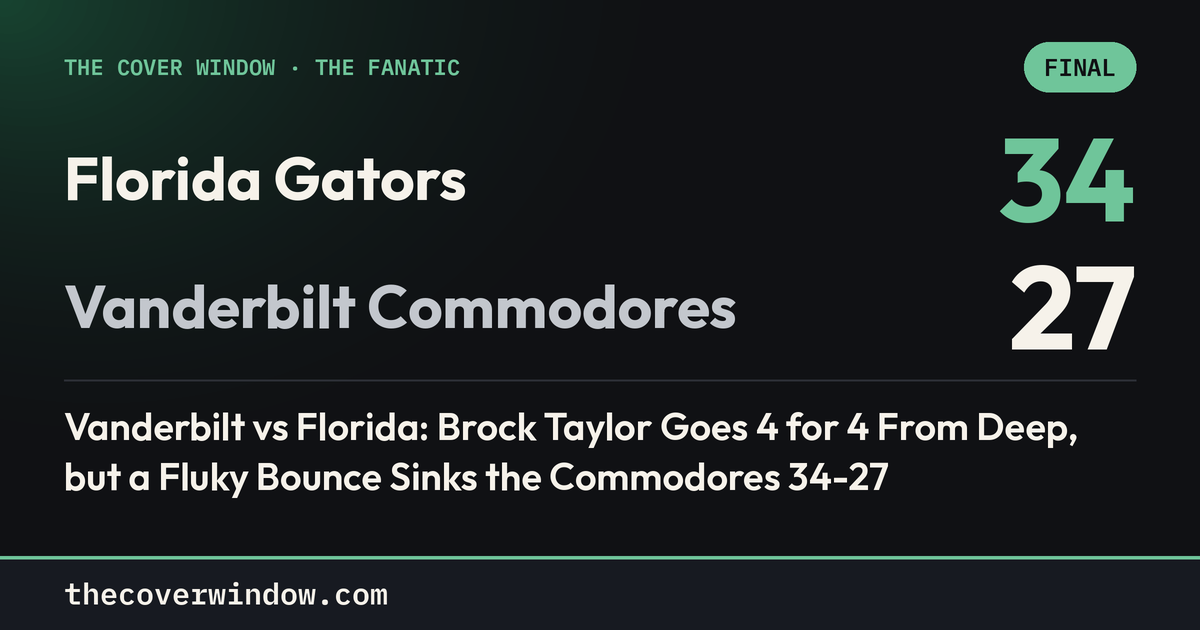 THE COVER WINDOW · THE FANATIC
FINAL
Florida Gators
34
Vanderbilt Commodores
27
Vanderbilt vs Florida: Brock Taylor Goes 4 for 4 From Deep,
but a Fluky Bounce Sinks the Commodores 34-27
thecoverwindow.com